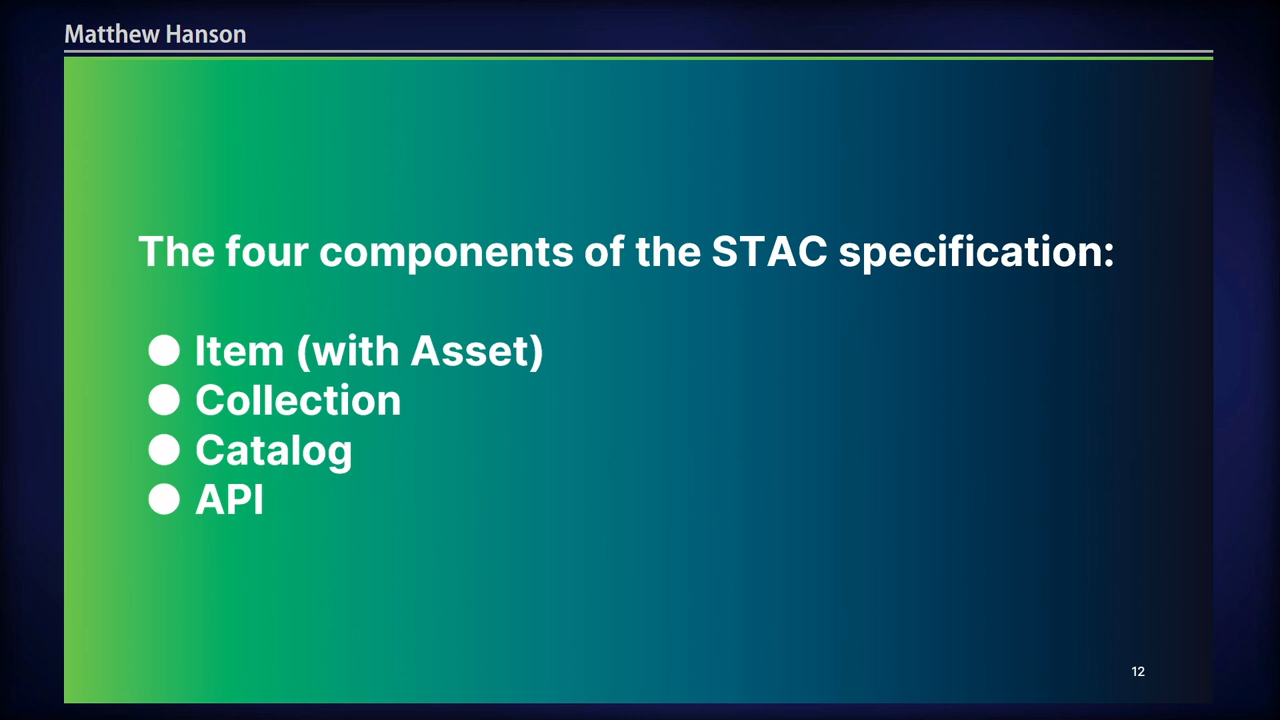 Matthew Hanson
The four components of the STAC specification:
● Item (with Asset)
● Collection
● Catalog
● API
12